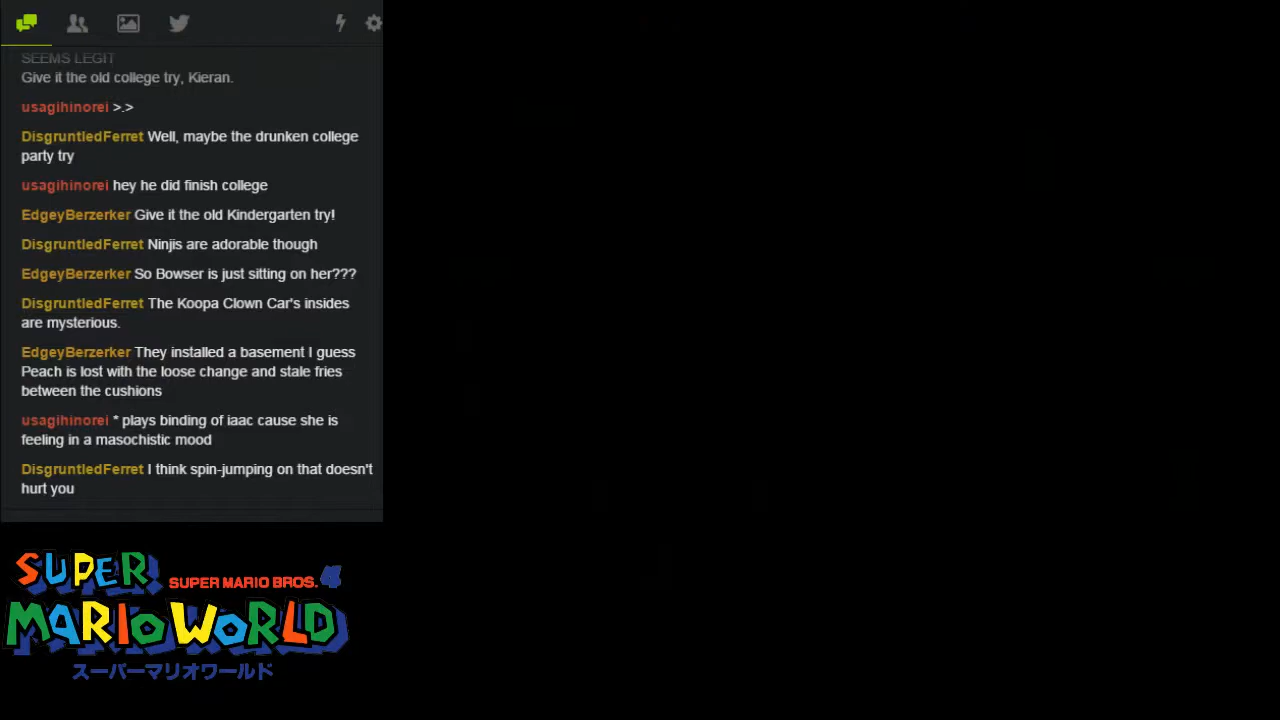 SEEMS LEGIT
Give it the old college try, Kieran.
usagihinorei >.>
DisgruntledFerret Well, maybe the drunken college
party try
usagihinorei hey he did finish college
EdgeyBerzerker Give it the old Kindergarten try!
DisgruntledFerret Ninjis are adorable though
EdgeyBerzerker So Bowser is just sitting on her???
DisgruntledFerret The Koopa Clown Car's insides
are mysterious.
EdgeyBerzerker They installed a basement I guess
Peach is lost with the loose change and stale fries
between the cushions
usagihinorei * plays binding of iaac cause she is
feeling in a masochistic mood
DisgruntledFerret I think spin-jumping on that doesn't
hurt you
SUPER SUPER MARIO BROS. 4
MARIO WORLD
スーパーマリオワールド